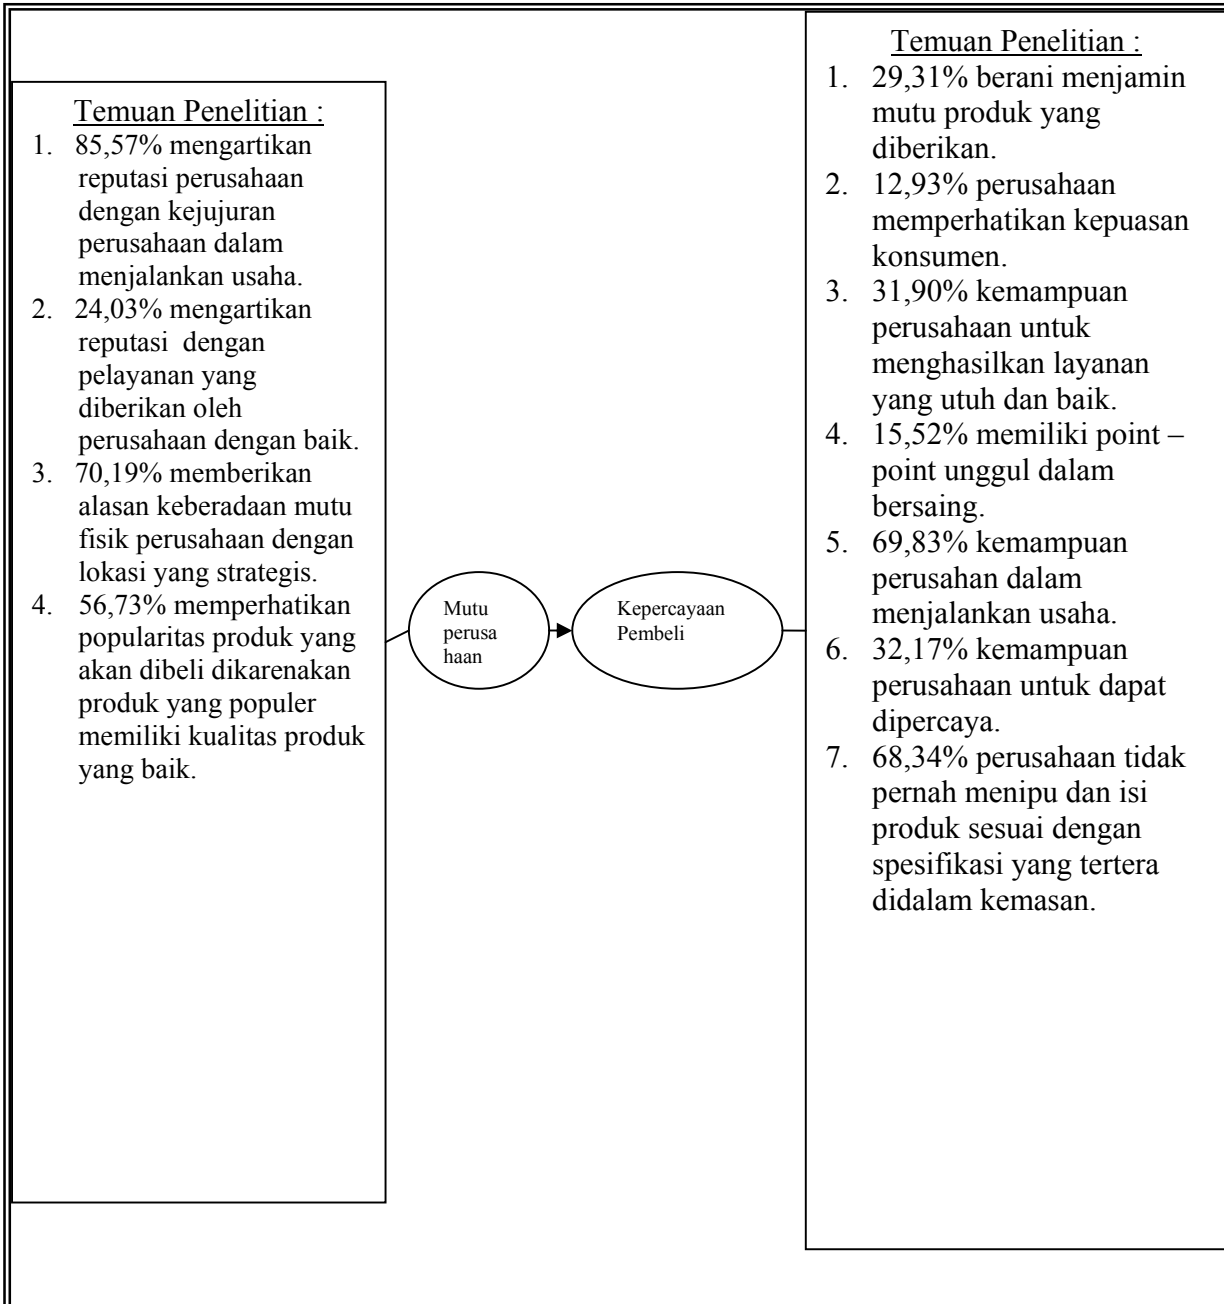 Temuan Penelitian :
1. 85,57% mengartikan
reputasi perusahaan
dengan kejujuran
perusahaan dalam
menjalankan usaha.
2. 24,03% mengartikan
reputasi dengan
pelayanan yang
diberikan oleh
perusahaan dengan baik.
3. 70,19% memberikan
alasan keberadaan mutu
fisik perusahaan dengan
lokasi yang strategis.
4. 56,73% memperhatikan
popularitas produk yang
akan dibeli dikarenakan
produk yang populer
memiliki kualitas produk
yang baik.
Mutu
perusa
haan
Kepercayaan
Pembeli
Temuan Penelitian :
1. 29,31% berani menjamin
mutu produk yang
diberikan.
2. 12,93% perusahaan
memperhatikan kepuasan
konsumen.
3. 31,90% kemampuan
perusahaan untuk
menghasilkan layanan
yang utuh dan baik.
4. 15,52% memiliki point –
point unggul dalam
bersaing.
5. 69,83% kemampuan
perusahan dalam
menjalankan usaha.
6. 32,17% kemampuan
perusahaan untuk dapat
dipercaya.
7. 68,34% perusahaan tidak
pernah menipu dan isi
produk sesuai dengan
spesifikasi yang tertera
didalam kemasan.